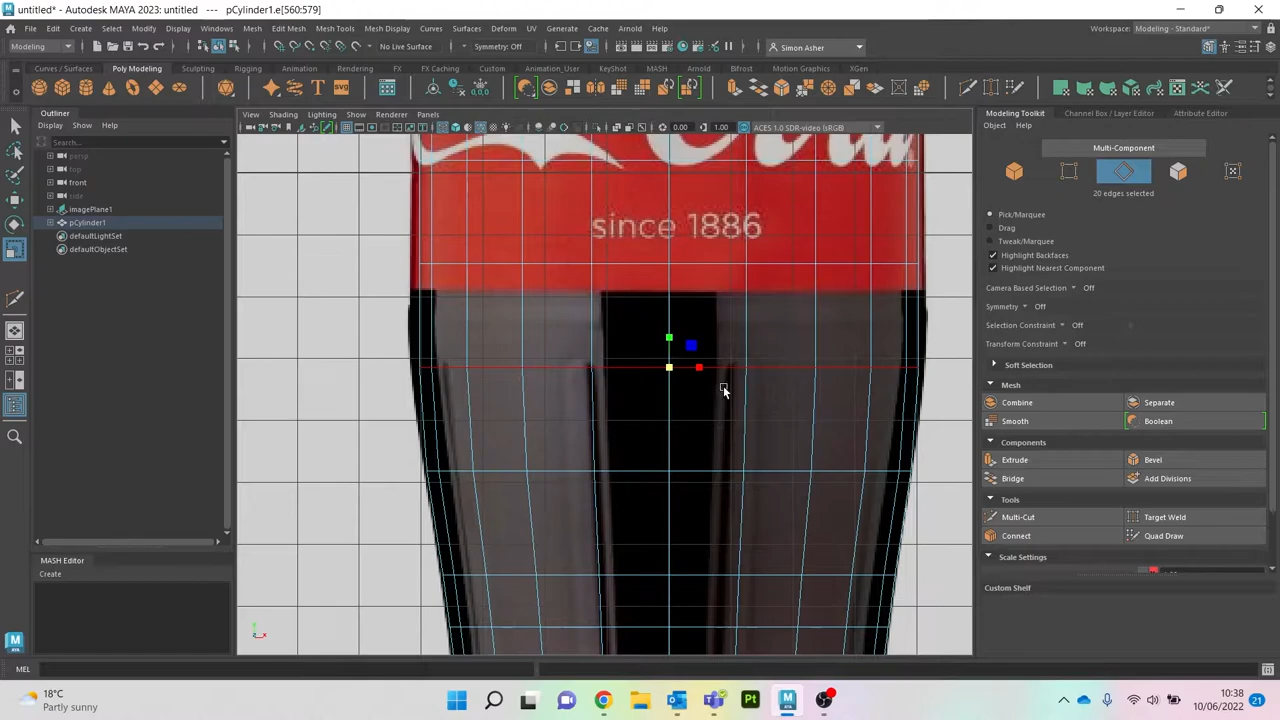 untitled* - Autodesk MAYA 2023: untitled --- pCylinder1.e[560:579]
File Edit Create Select Modify Display Windows Mesh Edit Mesh Mesh Tools Mesh Display Curves Surfaces Deform UV Generate Cache Arnold Help
Workspace: Modeling - Standard*
Modeling No Live Surface Symmetry: Off Simon Asher
Curves / Surfaces Poly Modeling Sculpting Rigging Animation Rendering FX FX Caching Custom Animation_User KeyShot MASH Arnold Bifrost Motion Graphics XGen
SVG
Outliner
Display Show Help
Search...
persp
top
front
side
imagePlane1
pCylinder1
defaultLightSet
defaultObjectSet
MASH Editor
Create
View Shading Lighting Show Renderer Panels
0.00 1.00 ACES 1.0 SDR-video (sRGB)
since 1886
Modeling Toolkit Channel Box / Layer Editor Attribute Editor
Object Help
Multi-Component
20 edges selected
Pick/Marquee
Drag
Tweak/Marquee
Highlight Backfaces
Highlight Nearest Component
Camera Based Selection Off
Symmetry Off
Selection Constraint Off
Transform Constraint Off
Soft Selection
Mesh
Combine Separate
Smooth Boolean
Components
Extrude Bevel
Bridge Add Divisions
Tools
Multi-Cut Target Weld
Connect Quad Draw
Scale Settings
Custom Shelf
MEL
18°C
Partly sunny
10:38
10/06/2022
21